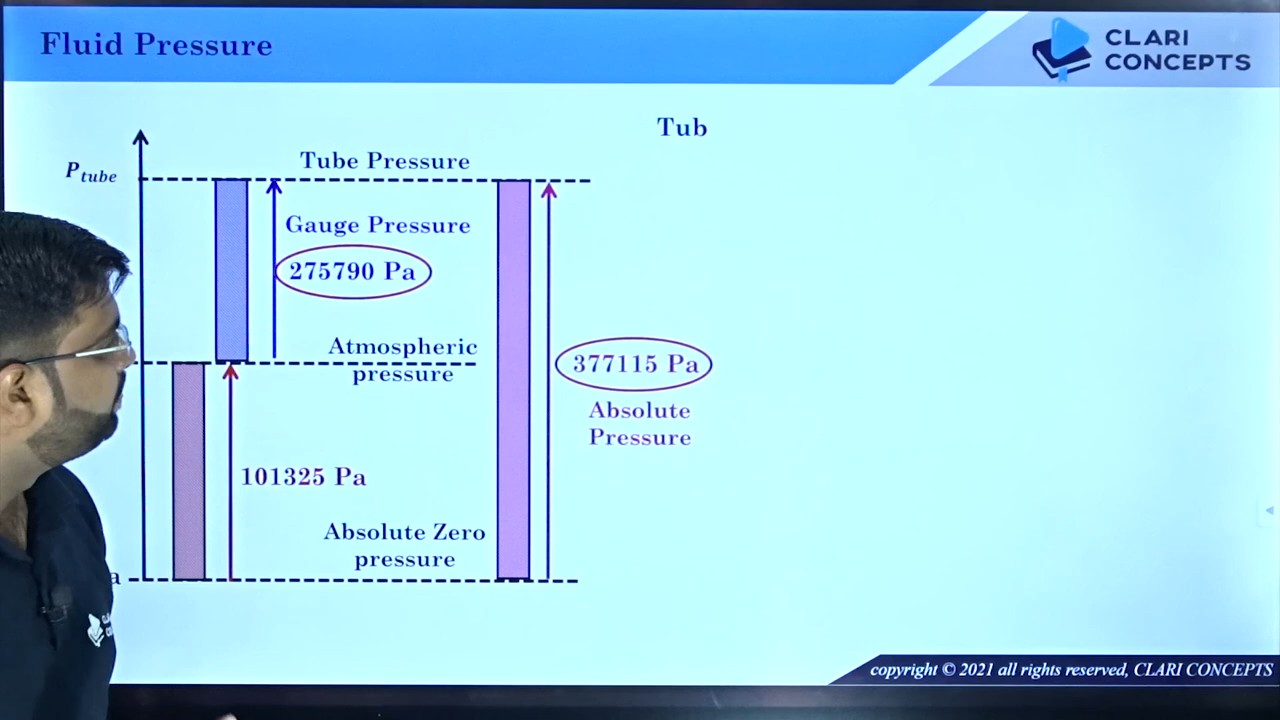 Fluid Pressure
CLARI
CONCEPTS
Tub
Tube Pressure
P_tube
Gauge Pressure
275790 Pa
Atmospheric
pressure
377115 Pa
Absolute
Pressure
101325 Pa
Absolute Zero
pressure
a
copyright © 2021 all rights reserved, CLARI CONCEPTS